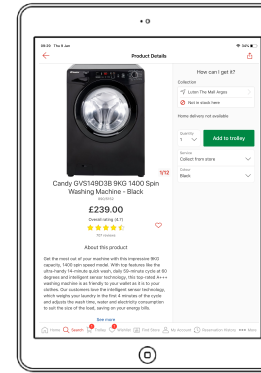 09:30 Thu 9 Jan
54%
Product Details
How can I get it?
Collection
Luton The Mall Argos
Not in stock here
Home delivery not available
Quantity
1
Add to trolley
Service
Collect from store
Colour
Black
1/12
Candy GVS149D3B 9KG 1400 Spin
Washing Machine - Black
£239.00
Overall rating (4.7)
107 reviews
About this product
Get the most out of your machine with this impressive 9KG
capacity, 1400 spin speed model. With top features like the
ultra-handy 14-minute quick wash, daily 59-minute cycle at 60
degrees and intelligent sensor technology, this top-rated A+++
washing machine is as friendly to your wallet as it is to your
clothes. Our customers love the intelligent sensor technology,
which weighs your laundry in the first 4 minutes of the cycle
and adjusts the wash time, water and electricity consumption
to suit the size of the load, saving on your energy bills.
See more
Home
Search
Trolley
Wishlist
Find Store
My Account
Reservation History
More